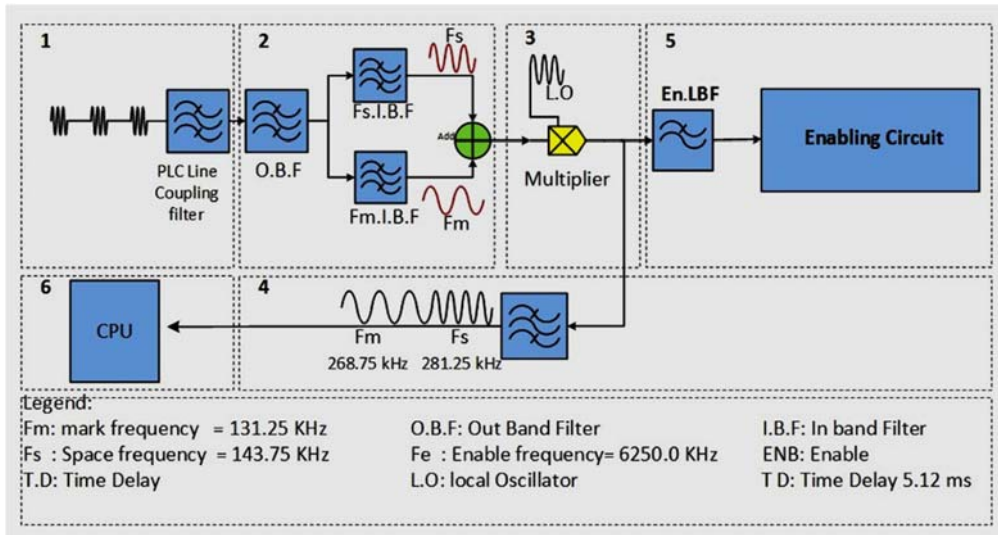 1
2
3
5
Fs
L.O
En.LBF
Fs.I.B.F
Add
Enabling Circuit
PLC Line
Coupling
filter
O.B.F
Multiplier
Fm.I.B.F
Fm
6
4
CPU
Fm
Fs
268.75 kHz
281.25 kHz
Legend:
Fm: mark frequency = 131.25 KHz
O.B.F: Out Band Filter
I.B.F: In band Filter
Fs : Space frequency = 143.75 KHz
Fe : Enable frequency= 6250.0 KHz
ENB: Enable
T.D: Time Delay
L.O: local Oscillator
T D: Time Delay 5.12 ms